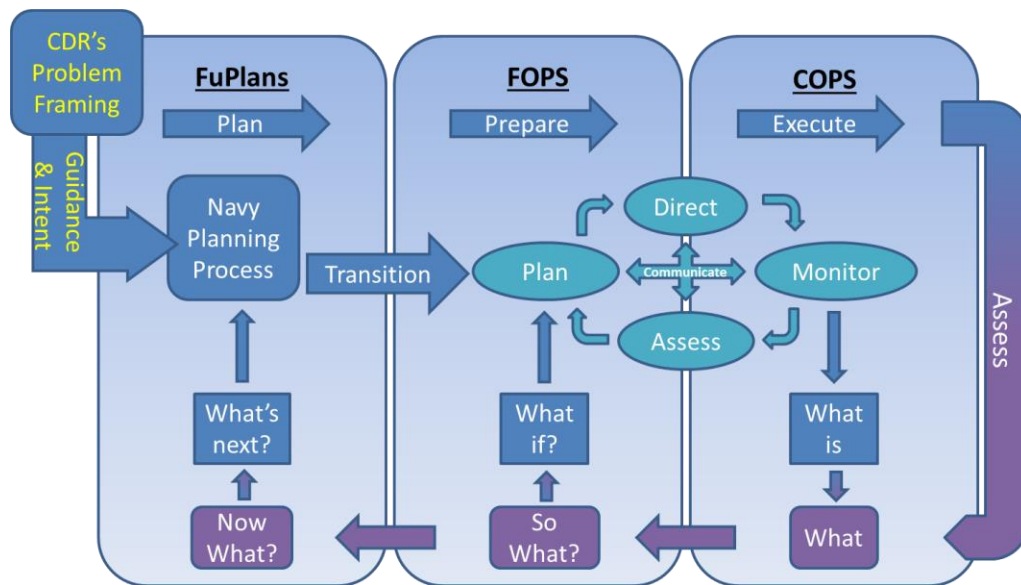 CDR's
Problem
Framing
Guidance
& Intent
FuPlans
Plan
Navy
Planning
Process
Transition
What's
next?
Now
What?
FOPS
Prepare
Plan
Direct
Communicate
Assess
What
if?
So
What?
COPS
Execute
Monitor
What
is
What
Assess